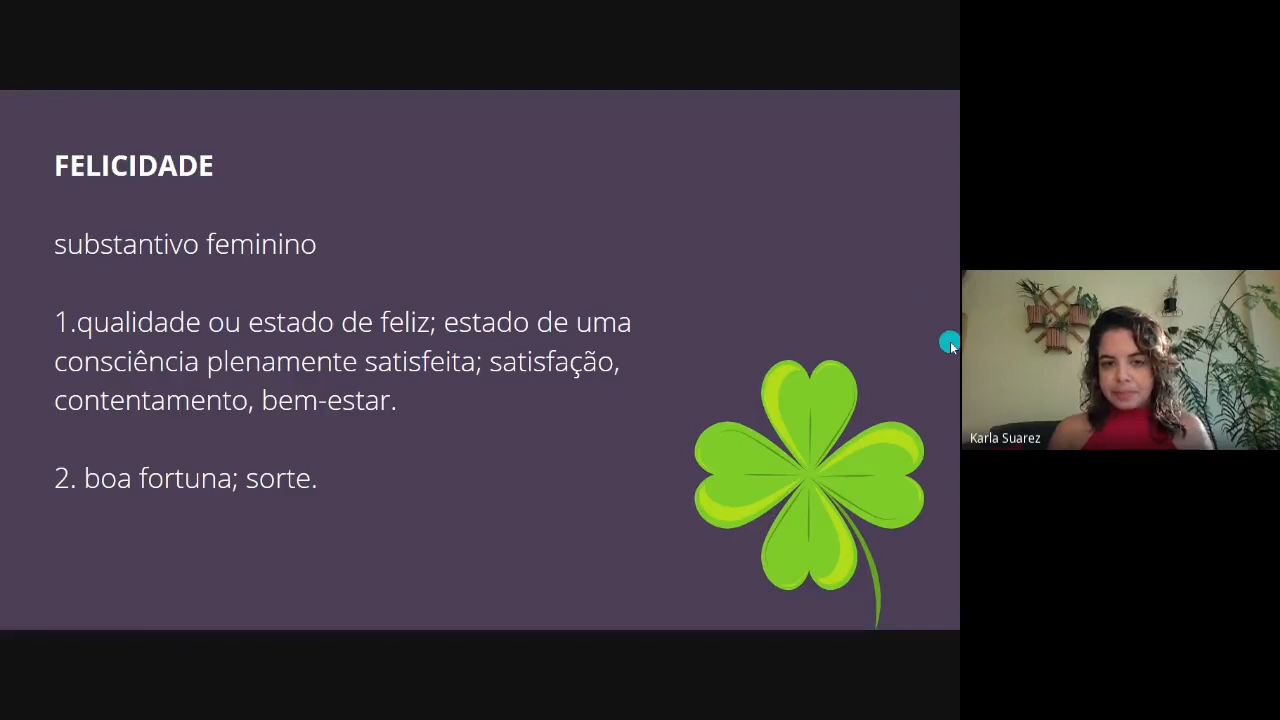 FELICIDADE
substantivo feminino
1.qualidade ou estado de feliz; estado de uma
consciência plenamente satisfeita; satisfação,
contentamento, bem-estar.
2. boa fortuna; sorte.
Karla Suarez